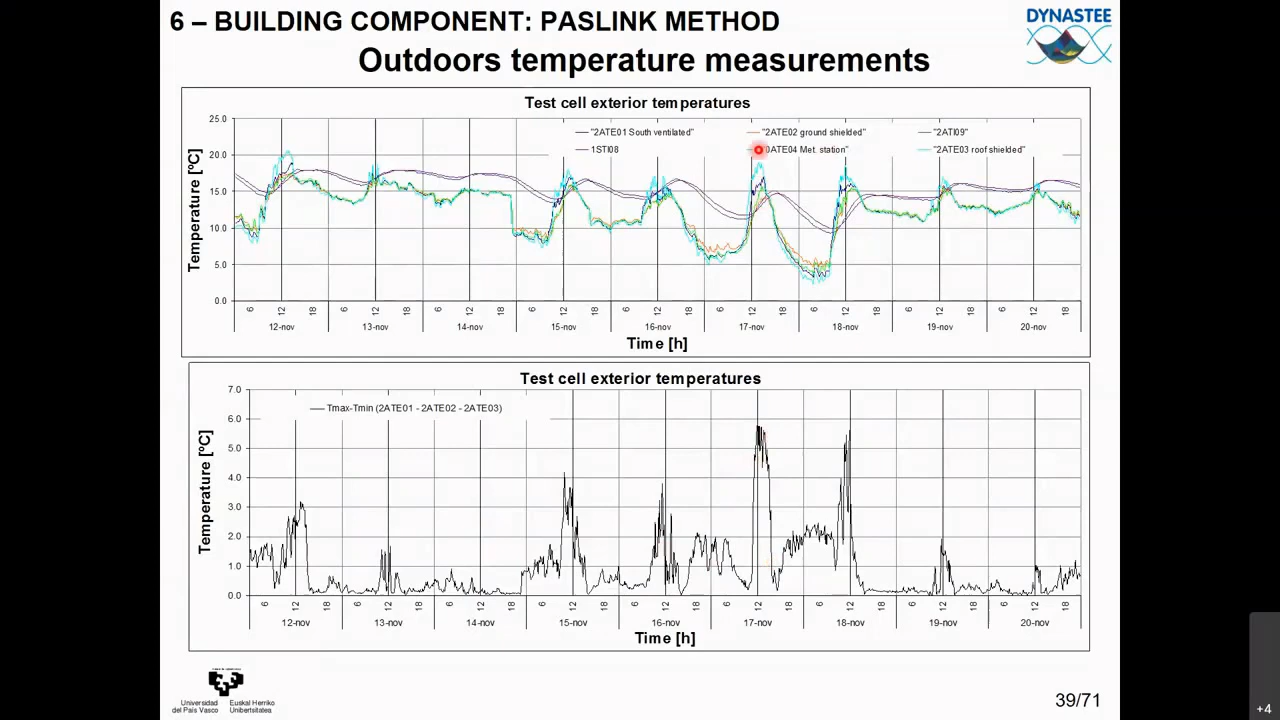 6 – BUILDING COMPONENT: PASLINK METHOD
DYNASTEE
Outdoors temperature measurements
Test cell exterior temperatures
"2ATE01 South ventilated"
"2ATE02 ground shielded"
"2ATI09"
1STI08
0ATE04 Met. station"
"2ATE03 roof shielded"
Temperature [ºC]
25.0
20.0
15.0
10.0
5.0
0.0
6 12 18 6 12 18 6 12 18 6 12 18 6 12 18 6 12 18 6 12 18 6 12 18 6 12 18
12-nov 13-nov 14-nov 15-nov 16-nov 17-nov 18-nov 19-nov 20-nov
Time [h]
Test cell exterior temperatures
Tmax-Tmin (2ATE01 - 2ATE02 - 2ATE03)
Temperature [ºC]
7.0
6.0
5.0
4.0
3.0
2.0
1.0
0.0
6 12 18 6 12 18 6 12 18 6 12 18 6 12 18 6 12 18 6 12 18 6 12 18 6 12 18
12-nov 13-nov 14-nov 15-nov 16-nov 17-nov 18-nov 19-nov 20-nov
Time [h]
Universidad Euskal Herriko
del País Vasco Unibertsitatea
39/71
+4